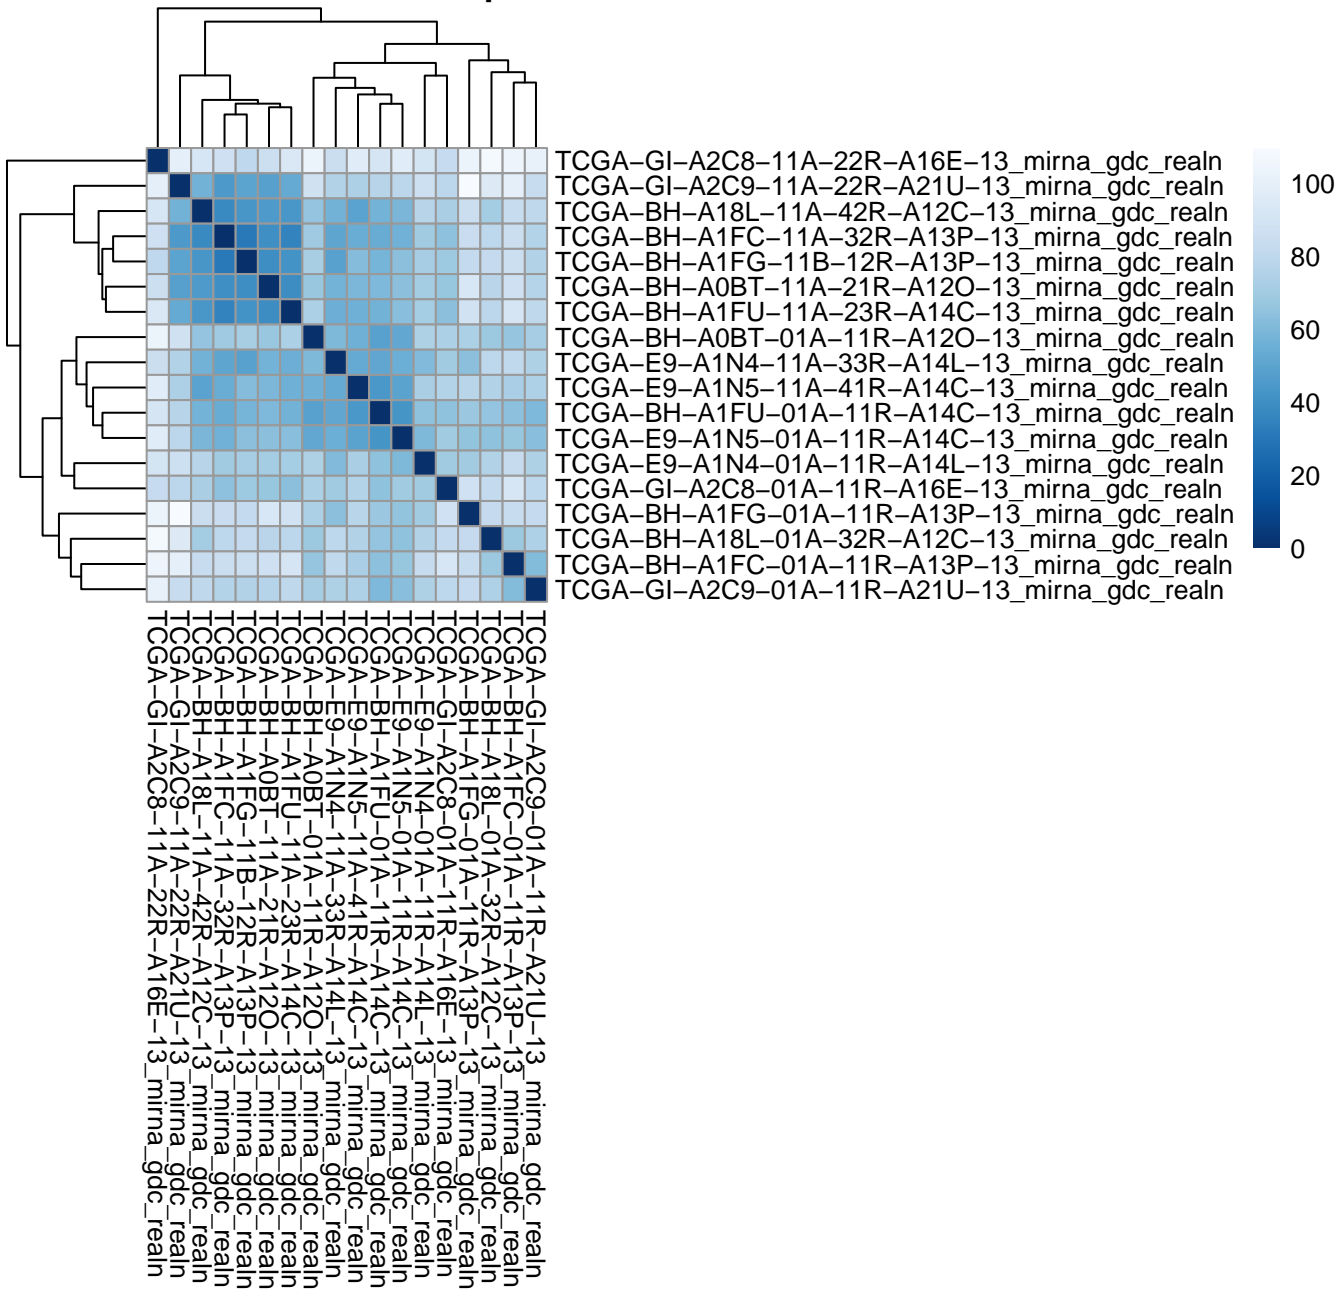 TCGA−GI−A2C8−11A−22R−A16E−13_mirna_gdc_realn
TCGA−GI−A2C9−11A−22R−A21U−13_mirna_gdc_realn
TCGA−BH−A18L−11A−42R−A12C−13_mirna_gdc_realn
TCGA−BH−A1FC−11A−32R−A13P−13_mirna_gdc_realn
TCGA−BH−A1FG−11B−12R−A13P−13_mirna_gdc_realn
TCGA−BH−A0BT−11A−21R−A12O−13_mirna_gdc_realn
TCGA−BH−A1FU−11A−23R−A14C−13_mirna_gdc_realn
TCGA−BH−A0BT−01A−11R−A12O−13_mirna_gdc_realn
TCGA−E9−A1N4−11A−33R−A14L−13_mirna_gdc_realn
TCGA−E9−A1N5−11A−41R−A14C−13_mirna_gdc_realn
TCGA−BH−A1FU−01A−11R−A14C−13_mirna_gdc_realn
TCGA−E9−A1N5−01A−11R−A14C−13_mirna_gdc_realn
TCGA−E9−A1N4−01A−11R−A14L−13_mirna_gdc_realn
TCGA−GI−A2C8−01A−11R−A16E−13_mirna_gdc_realn
TCGA−BH−A1FG−01A−11R−A13P−13_mirna_gdc_realn
TCGA−BH−A18L−01A−32R−A12C−13_mirna_gdc_realn
TCGA−BH−A1FC−01A−11R−A13P−13_mirna_gdc_realn
TCGA−GI−A2C9−01A−11R−A21U−13_mirna_gdc_realn
100
80
60
40
20
0
TCGA−GI−A2C8−11A−22R−A16E−13_mirna_gdc_realn
TCGA−GI−A2C9−11A−22R−A21U−13_mirna_gdc_realn
TCGA−BH−A18L−11A−42R−A12C−13_mirna_gdc_realn
TCGA−BH−A1FC−11A−32R−A13P−13_mirna_gdc_realn
TCGA−BH−A1FG−11B−12R−A13P−13_mirna_gdc_realn
TCGA−BH−A0BT−11A−21R−A12O−13_mirna_gdc_realn
TCGA−BH−A1FU−11A−23R−A14C−13_mirna_gdc_realn
TCGA−BH−A0BT−01A−11R−A12O−13_mirna_gdc_realn
TCGA−E9−A1N4−11A−33R−A14L−13_mirna_gdc_realn
TCGA−E9−A1N5−11A−41R−A14C−13_mirna_gdc_realn
TCGA−BH−A1FU−01A−11R−A14C−13_mirna_gdc_realn
TCGA−E9−A1N5−01A−11R−A14C−13_mirna_gdc_realn
TCGA−E9−A1N4−01A−11R−A14L−13_mirna_gdc_realn
TCGA−GI−A2C8−01A−11R−A16E−13_mirna_gdc_realn
TCGA−BH−A1FG−01A−11R−A13P−13_mirna_gdc_realn
TCGA−BH−A18L−01A−32R−A12C−13_mirna_gdc_realn
TCGA−BH−A1FC−01A−11R−A13P−13_mirna_gdc_realn
TCGA−GI−A2C9−01A−11R−A21U−13_mirna_gdc_realn